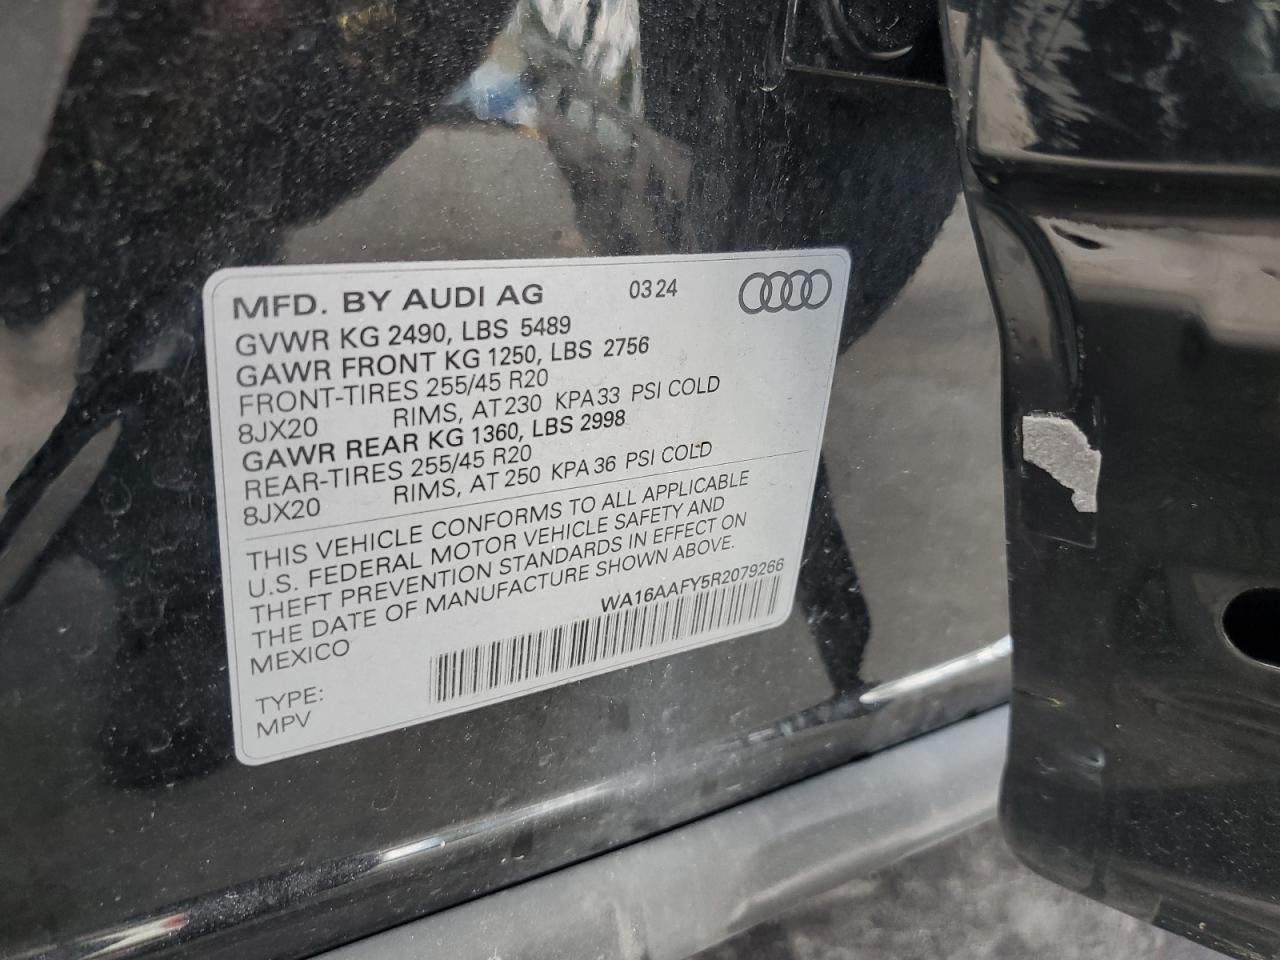 MFD. BY AUDI AG 03 24
GVWR KG 2490, LBS 5489
GAWR FRONT KG 1250, LBS 2756
FRONT-TIRES 255/45 R20
8JX20 RIMS, AT 230 KPA 33 PSI COLD
GAWR REAR KG 1360, LBS 2998
REAR-TIRES 255/45 R20
8JX20 RIMS, AT 250 KPA 36 PSI COLD
THIS VEHICLE CONFORMS TO ALL APPLICABLE
U.S. FEDERAL MOTOR VEHICLE SAFETY AND
THEFT PREVENTION STANDARDS IN EFFECT ON
THE DATE OF MANUFACTURE SHOWN ABOVE.
MEXICO WA16AAFY5R2079266
TYPE:
MPV